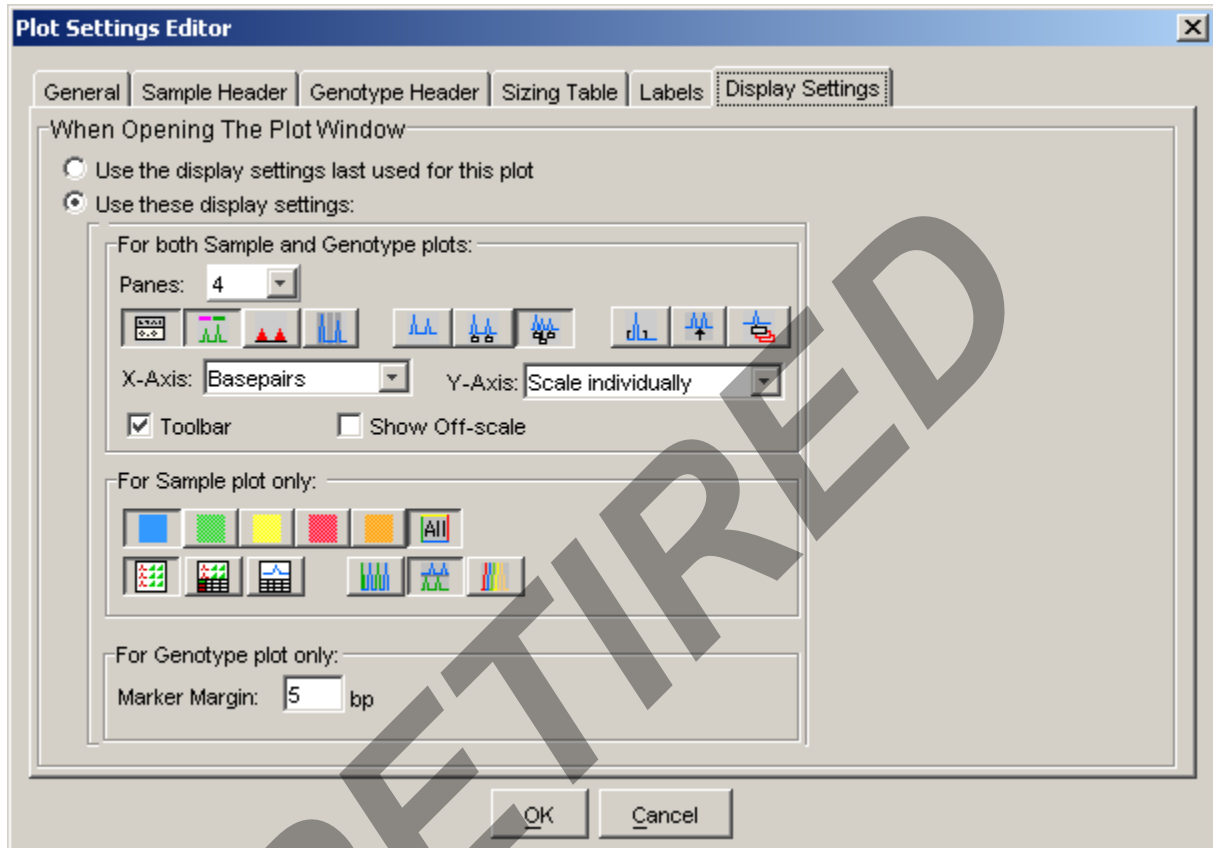 Plot Settings Editor
General Sample Header Genotype Header Sizing Table Labels Display Settings
When Opening The Plot Window
Use the display settings last used for this plot
Use these display settings:
For both Sample and Genotype plots:
Panes: 4
X-Axis: Basepairs Y-Axis: Scale individually
Toolbar Show Off-scale
For Sample plot only:
All
For Genotype plot only:
Marker Margin: 5 bp
OK Cancel
RETIRED